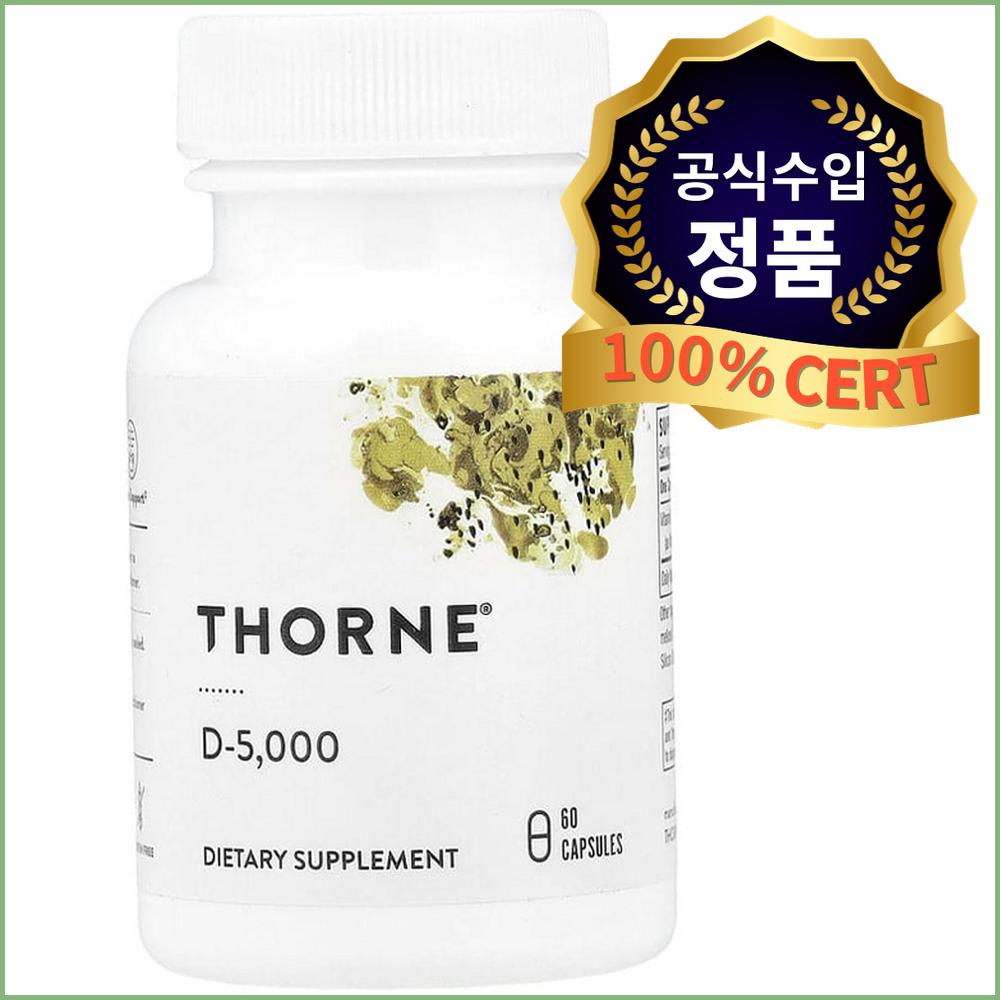 공식수입
정품
100% CERT
THORNE®
D-5,000
DIETARY SUPPLEMENT
60
CAPSULES